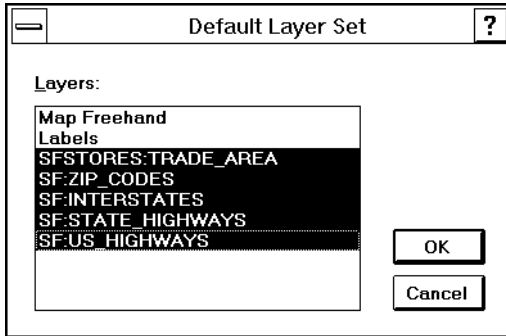 Default Layer Set ?
Layers:
Map Freehand
Labels
SFSTORES:TRADE_AREA
SF:ZIP_CODES
SF:INTERSTATES
SF:STATE_HIGHWAYS
SF:US_HIGHWAYS
OK
Cancel